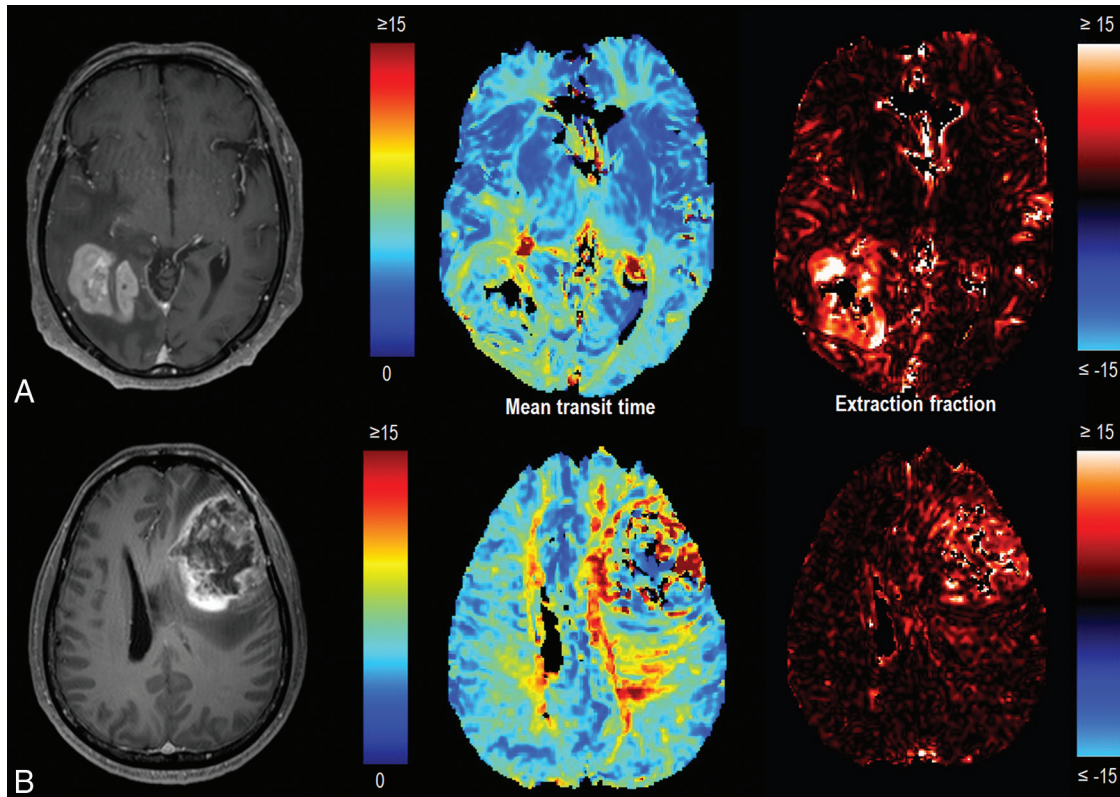 ≥15
≥ 15
0
≤ -15
A
Mean transit time
Extraction fraction
≥15
≥ 15
0
≤ -15
B